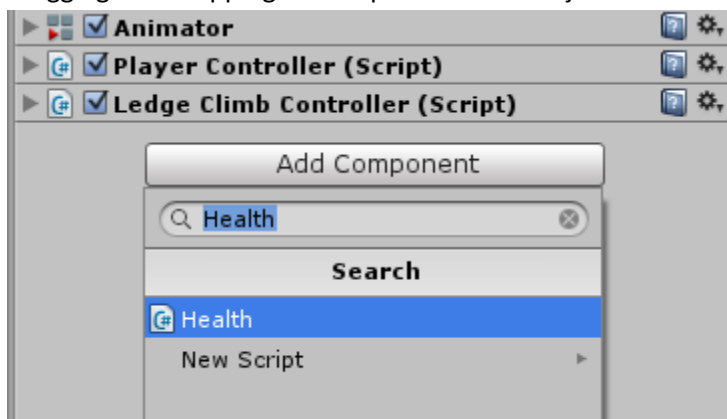 Animator
Player Controller (Script)
Ledge Climb Controller (Script)
Add Component
Health
Search
Health
New Script